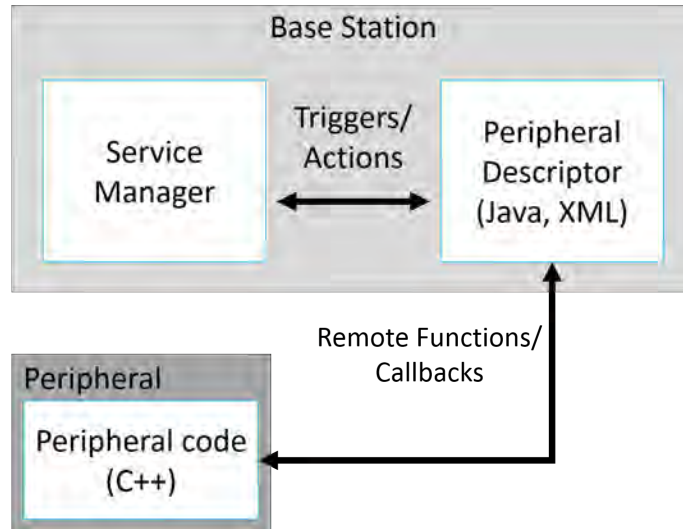 Base Station
Service
Manager
Triggers/
Actions
Peripheral
Descriptor
(Java, XML)
Remote Functions/
Callbacks
Peripheral
Peripheral code
(C++)